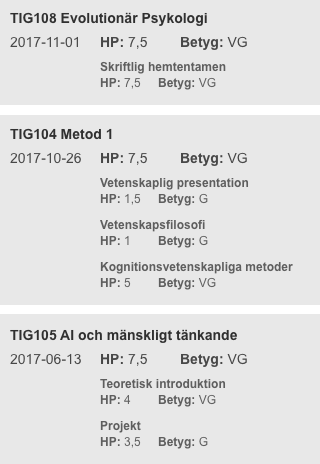 TIG108 Evolutionär Psykologi
2017-11-01 HP: 7,5 Betyg: VG
Skriftlig hemtentamen
HP: 7,5 Betyg: VG
TIG104 Metod 1
2017-10-26 HP: 7,5 Betyg: VG
Vetenskaplig presentation
HP: 1,5 Betyg: G
Vetenskapsfilosofi
HP: 1 Betyg: G
Kognitionsvetenskapliga metoder
HP: 5 Betyg: VG
TIG105 AI och mänskligt tänkande
2017-06-13 HP: 7,5 Betyg: VG
Teoretisk introduktion
HP: 4 Betyg: VG
Projekt
HP: 3,5 Betyg: G